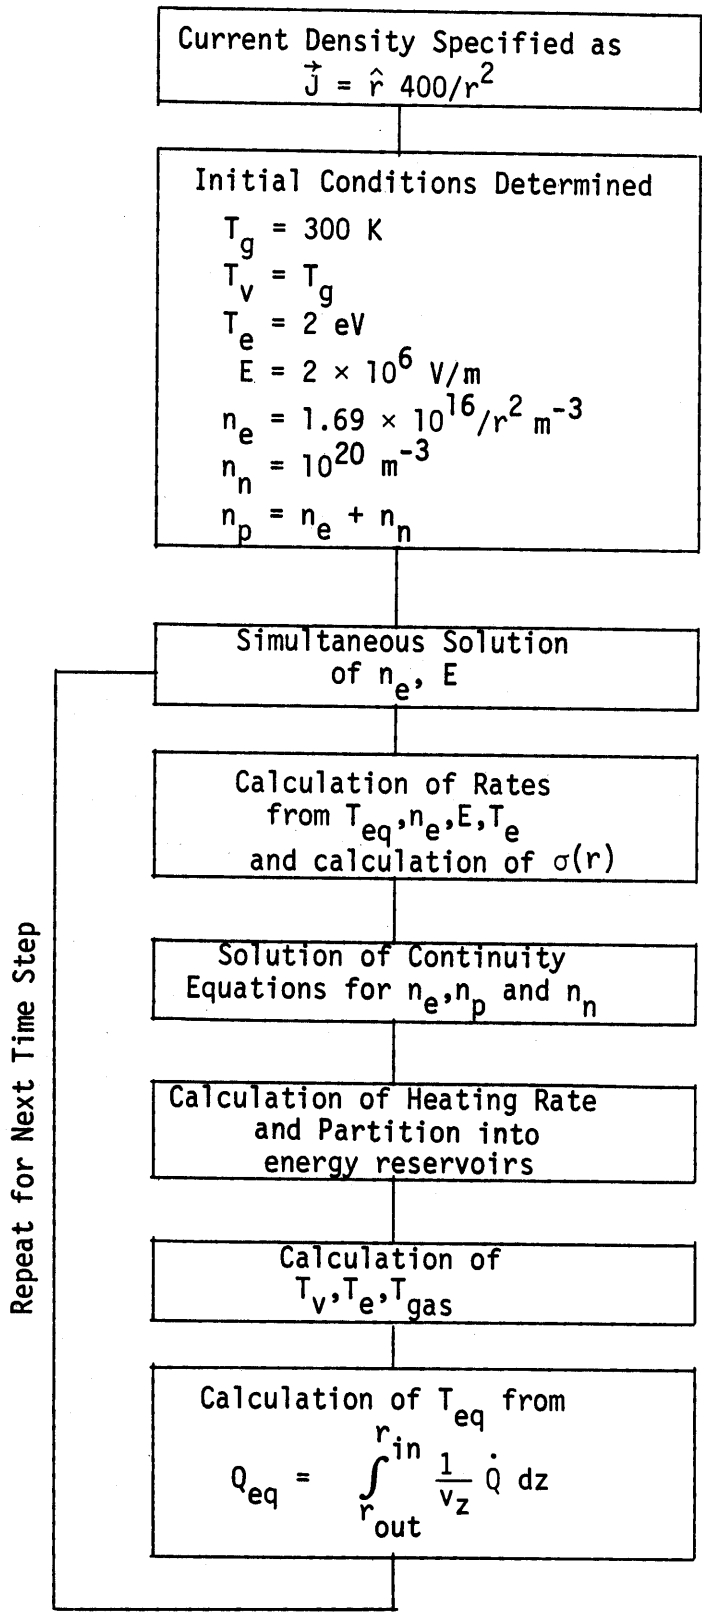 Current Density Specified as
J⃗ = r̂ 400/r²
Initial Conditions Determined
T_g = 300 K
T_v = T_g
T_e = 2 eV
E = 2 × 10⁶ V/m
n_e = 1.69 × 10¹⁶/r² m⁻³
n_n = 10²⁰ m⁻³
n_p = n_e + n_n
Simultaneous Solution
of n_e, E
Calculation of Rates
from T_eq,n_e,E,T_e
and calculation of σ(r)
Solution of Continuity
Equations for n_e,n_p and n_n
Calculation of Heating Rate
and Partition into
energy reservoirs
Calculation of
T_v,T_e,T_gas
Calculation of T_eq from
Q_eq = ∫_{r_out}^{r_in} 1/v_z Q̇ dz
Repeat for Next Time Step